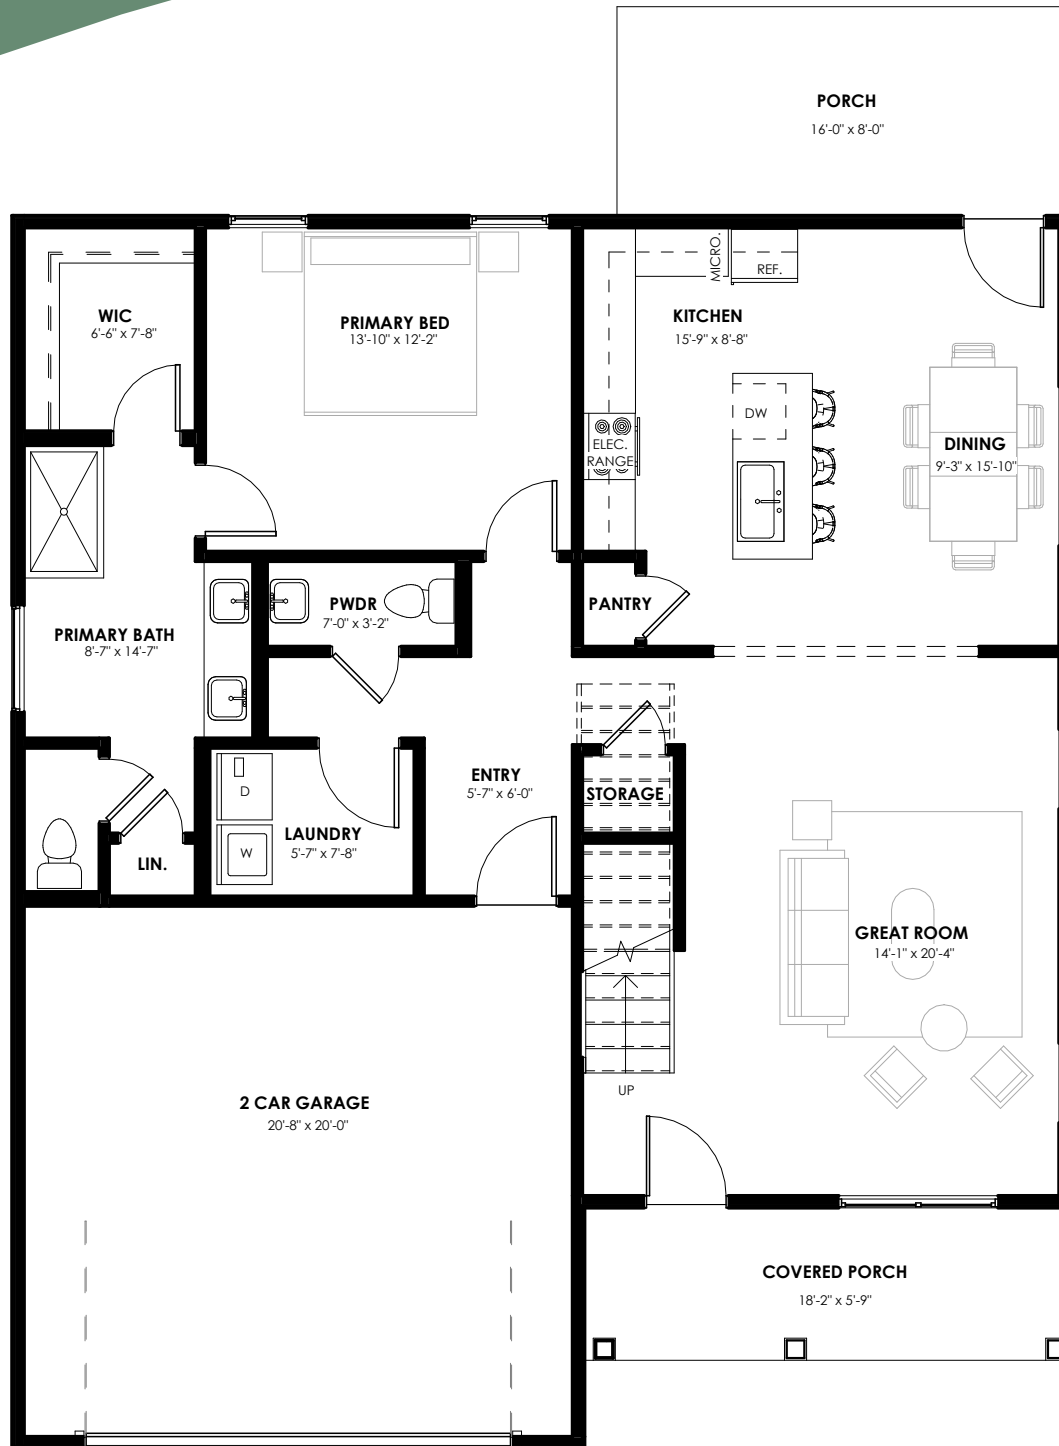 PORCH
16'-0" x 8'-0"
MICRO.
REF.
WIC
6'-6" x 7'-8"
PRIMARY BED
13'-10" x 12'-2"
KITCHEN
15'-9" x 8'-8"
DW
ELEC.
RANGE
DINING
9'-3" x 15'-10"
PWDR
7'-0" x 3'-2"
PANTRY
PRIMARY BATH
8'-7" x 14'-7"
ENTRY
5'-7" x 6'-0"
STORAGE
D
W
LAUNDRY
5'-7" x 7'-8"
LIN.
GREAT ROOM
14'-1" x 20'-4"
UP
2 CAR GARAGE
20'-8" x 20'-0"
COVERED PORCH
18'-2" x 5'-9"